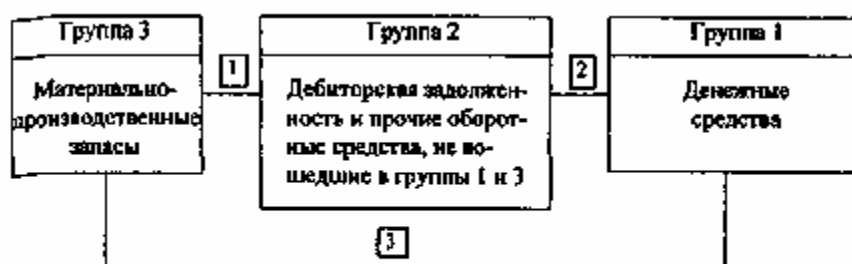 Группа 3
Группа 2
Группа 1
1
2
Материально-
производственные
запасы
Дебиторская задолжен-
ность и прочие оборот-
ные средства, не во-
шедшие в группы 1 и 3
Денежные
средства
3